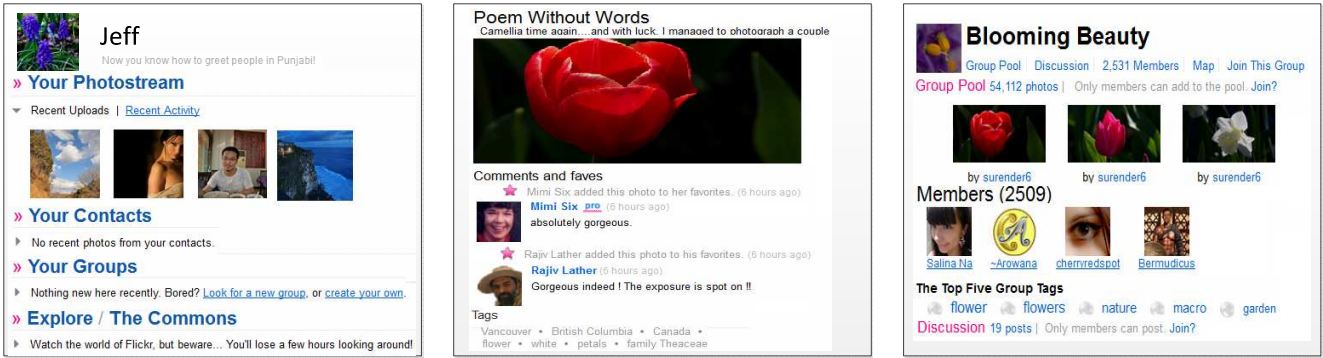 Jeff
Now you know how to greet people in Punjabi!
» Your Photostream
Recent Uploads | Recent Activity
» Your Contacts
No recent photos from your contacts.
» Your Groups
Nothing new here recently. Bored? Look for a new group, or create your own.
» Explore / The Commons
Watch the world of Flickr, but beware... You'll lose a few hours looking around!
Poem Without Words
Camellia time again....and with luck, I managed to photograph a couple
Comments and faves
Mimi Six added this photo to her favorites. (6 hours ago)
Mimi Six pro (6 hours ago)
absolutely gorgeous.
Rajiv Lather added this photo to his favorites. (6 hours ago)
Rajiv Lather (6 hours ago)
Gorgeous indeed ! The exposure is spot on !!
Tags
Vancouver • British Columbia • Canada •
flower • white • petals • family Theaceae
Blooming Beauty
Group Pool Discussion 2,531 Members Map Join This Group
Group Pool 54,112 photos | Only members can add to the pool. Join?
by surender6 by surender6 by surender6
Members (2509)
Salina Na ~Arowana cherryredspot Bermudicus
The Top Five Group Tags
flower flowers nature macro garden
Discussion 19 posts | Only members can post. Join?